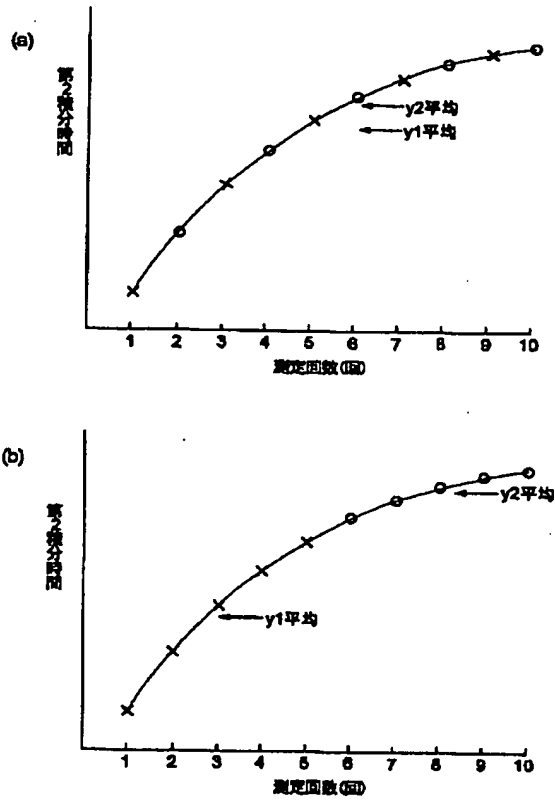 (a)
第2積分時間
y2平均
y1平均
1 2 3 4 5 6 7 8 9 10
測定回数(回)
(b)
第2積分時間
y2平均
y1平均
1 2 3 4 5 6 7 8 9 10
測定回数(回)